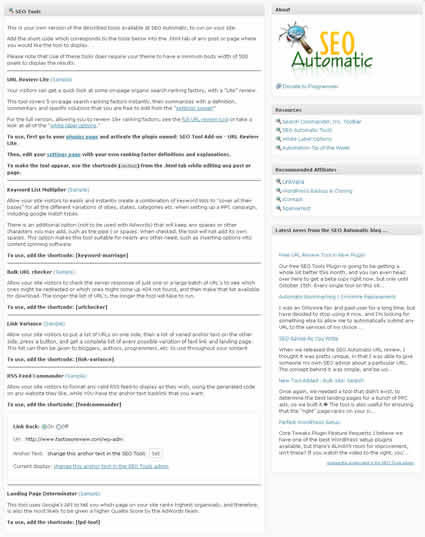 SEO Tools
This is your own version of the described tools available at SEO Automatic, to run on your site.
Add the short code which corresponds to the tools below into the .html tab of any post or page where
you would like the tool to display.
Please note that use of these tools does require your theme to have a minimum body width of 500
pixels to display the results.
URL Review Lite (Sample)
Your visitors can get a quick look at some on-page organic search ranking factors, with a "Lite" review.
This tool covers 5 on-page search ranking factors instantly, then summarizes with a definition,
commentary and specific solutions that you are able to add from the "settings screen"
For the full version, allowing you to review 18+ ranking factors, see the full URL review tool or take a
look at all of the "white label options."
To use, first go to your plugins page and activate the plugin named: SEO Tool Add-on - URL Review
Lite.
Then, edit your settings page with your own ranking factor definitions and explanations.
To make the tool appear, use the shortcode [ ] from the .html tab while editing any post or
page.
Keyword List Multiplier (Sample)
Allow your site visitors to easily and instantly create a combination of keyword lists to "cover all their
bases" for all the different variations of cities, states, categories etc. when setting up a PPC campaign,
including google match types.
There is an additional option (not to be used with Adwords) that will keep any spaces or other
characters you may add, such as the pipe | or spaces. When checked, the tool will not add its own
spaces. This option makes this tool suitable for nearly any other need, such as inserting options into
content spinning software.
To use, add the shortcode: [keyword-marriage]
Bulk URL checker (Sample)
Allow your site visitors to check the server response of just one or a large batch of URL's to see which
ones might be redirected or which ones might come up 404 not found, and then make that list available
for download. The longer the list of URL's, the longer the tool will take to run.
To use, add the shortcode: [urlchecker]
Link Variance (Sample)
Allow your site visitors to put a list of URLs on one side, then a list of varied anchor text on the other
side, press a button, and get a complete list of every possible variation of text link and landing page.
This list can then be given to bloggers, authors, programmers, etc. to use throughout your content
To use, add the shortcode: [link-variance]
RSS Feed Commander (Sample)
Allow your site visitors to format any valid RSS feed to display as they wish, using the generated code
on any website they like, while YOU have the anchor text backlink that you want.
To use, add the shortcode: [feedcommander]
Link Back: On Off
Url: http://www.fastaseoreview.com/wp-adm
Anchor Text: change this anchor text in the SEO Tools Set
Current display: change this anchor text in the SEO Tools admin
Landing Page Determinator (Sample)
This tool uses Google's API to tell you which page on your site ranks highest organically, and therefore,
is also the most likely to be given a higher Quality Score by the AdWords team.
To use, add the shortcode: [lpd-tool]
About
SEO
Automatic
Donate to Programmer
Resources
Search Commander, Inc. Toolbar
SEO Automatic Tools
White Label Options
Automation Tip of the Week
Recommended Affiliates
LinkVana
WordPress Backup & Cloning
iContact
SpeakerText
Latest news from the SEO Automatic blog ...
Free URL Review Tool in New Plugin!
Our free SEO Tools Plugin is going to be getting a
whole lot better this month, and you can even head
over here to get a beta copy right now, but only until
October 15th. Every single tool on this sit...
Automate Bookmarking | Onlywire Replacement
I was an Onlywire fan and paid user for a long time, but
have decided to stop using it now, and I'm looking for
something else to allow me to automatically submit any
URL to the services of my choice...
SEO Advice By Clay Write
When we released the SEO Automatic URL review, I
thought it was pretty unique, in that I was able to give
someone my own SEO advice about a particular URL.
The concept behind it was simple, and be us...
New Tool Added - Bulk SERP Search
Once again, we needed a tool that didn't exist, to
determine the best landing pages for a bunch of PPC
ads, so we built it. The tool is also useful for ensuring
that the "right" page ranks on your s...
Perfect WordPress Setup
Core Tweaks Plugin Feature Requests I believe we
have one of the best WordPress setup plugins
available, but there's ALWAYS room for improvement,
isn't there? If you watch the video to the right, you'...